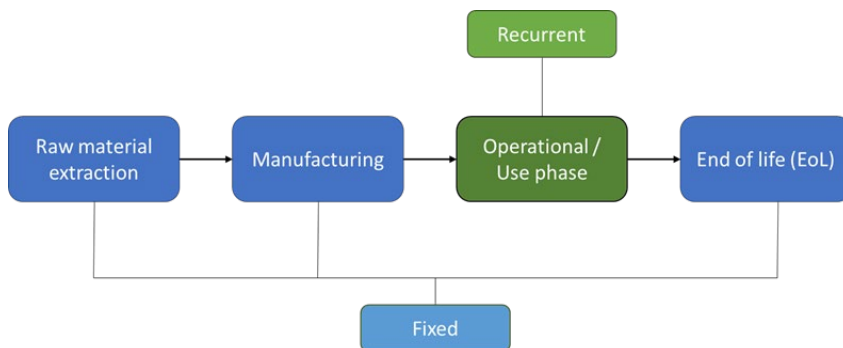 Recurrent
Raw material
extraction
Manufacturing
Operational /
Use phase
End of life (EoL)
Fixed